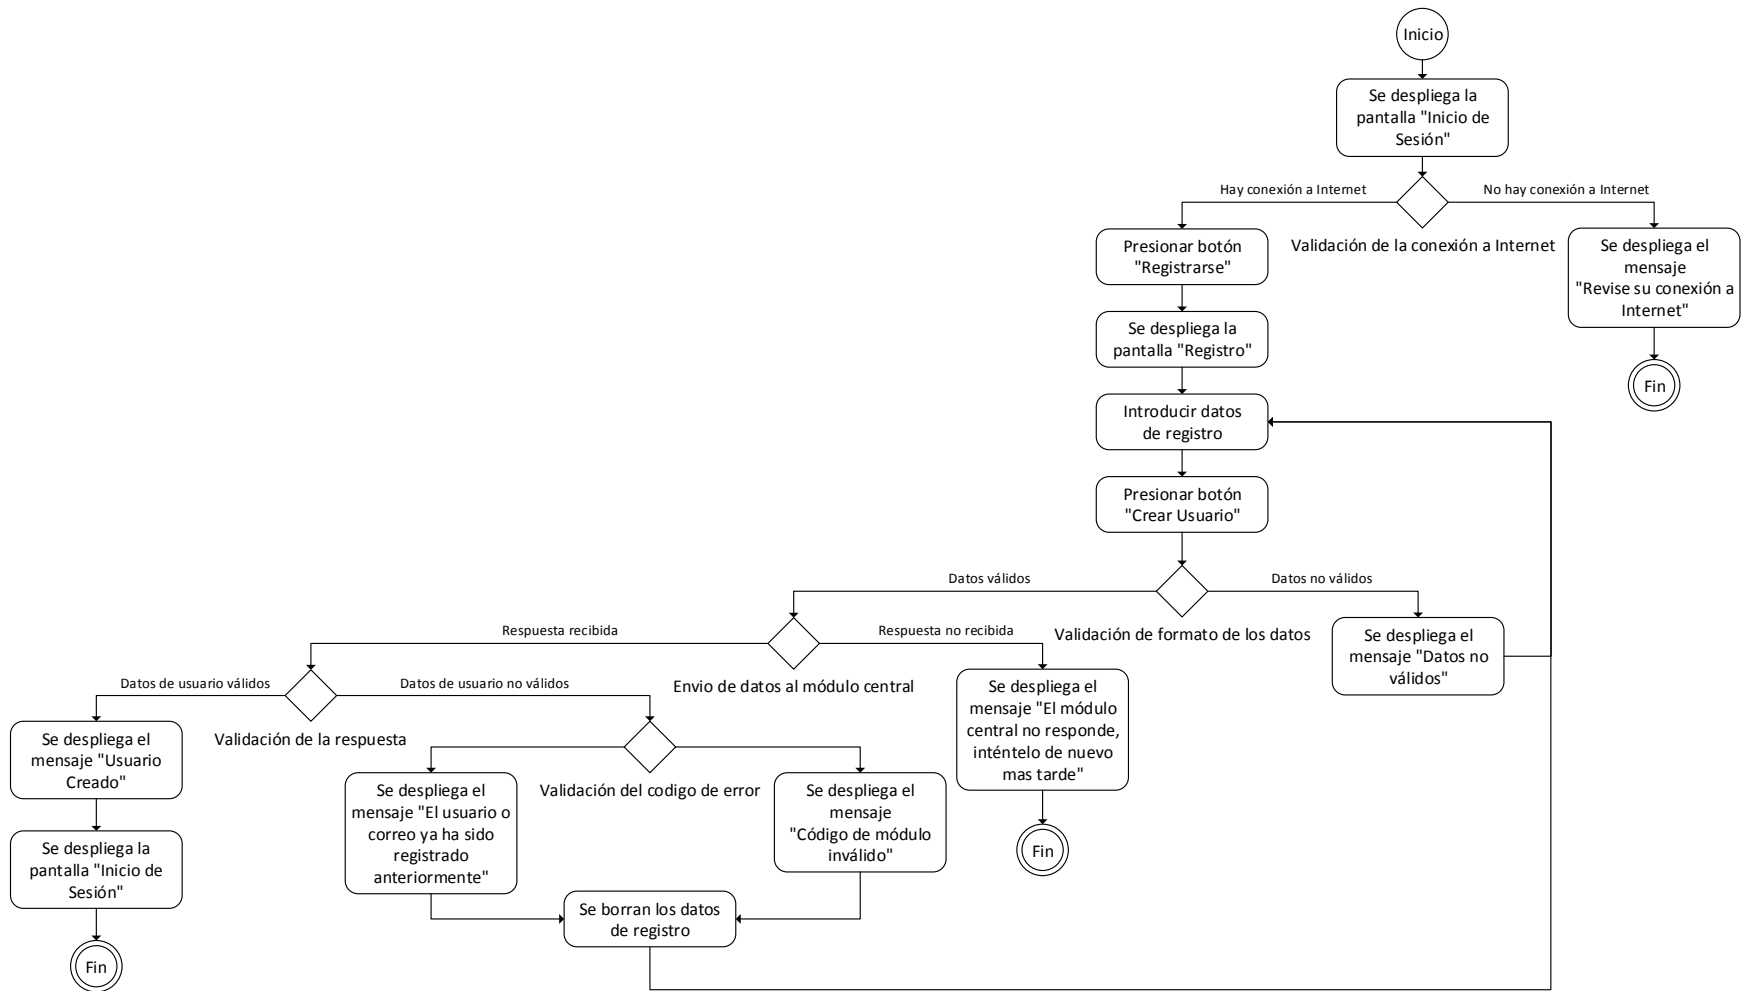 Inicio
Se despliega la
pantalla "Inicio de
Sesión"
Hay conexión a Internet
No hay conexión a Internet
Validación de la conexión a Internet
Presionar botón
"Registrarse"
Se despliega el
mensaje
"Revise su conexión a
Internet"
Se despliega la
pantalla "Registro"
Fin
Introducir datos
de registro
Presionar botón
"Crear Usuario"
Datos válidos
Datos no válidos
Validación de formato de los datos
Se despliega el
mensaje "Datos no
válidos"
Respuesta recibida
Respuesta no recibida
Envio de datos al módulo central
Se despliega el
mensaje "El módulo
central no responde,
inténtelo de nuevo
mas tarde"
Fin
Datos de usuario válidos
Datos de usuario no válidos
Validación de la respuesta
Se despliega el
mensaje "Usuario
Creado"
Validación del codigo de error
Se despliega el
mensaje "El usuario o
correo ya ha sido
registrado
anteriormente"
Se despliega el
mensaje
"Código de módulo
inválido"
Se despliega la
pantalla "Inicio de
Sesión"
Se borran los datos
de registro
Fin